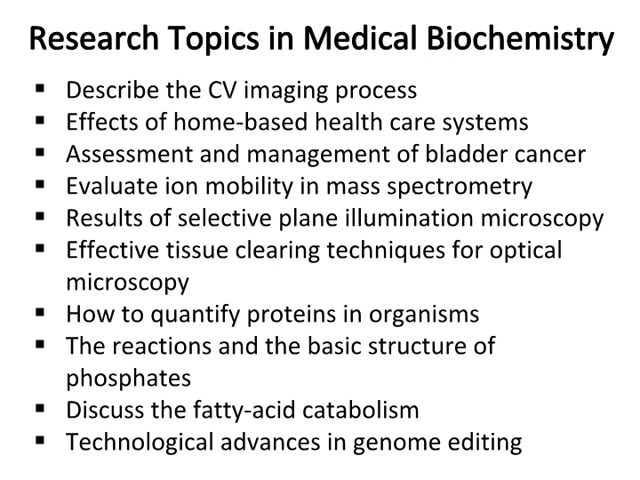 Research Topics in Medical Biochemistry
▪ Describe the CV imaging process
▪ Effects of home-based health care systems
▪ Assessment and management of bladder cancer
▪ Evaluate ion mobility in mass spectrometry
▪ Results of selective plane illumination microscopy
▪ Effective tissue clearing techniques for optical
microscopy
▪ How to quantify proteins in organisms
▪ The reactions and the basic structure of
phosphates
▪ Discuss the fatty-acid catabolism
▪ Technological advances in genome editing